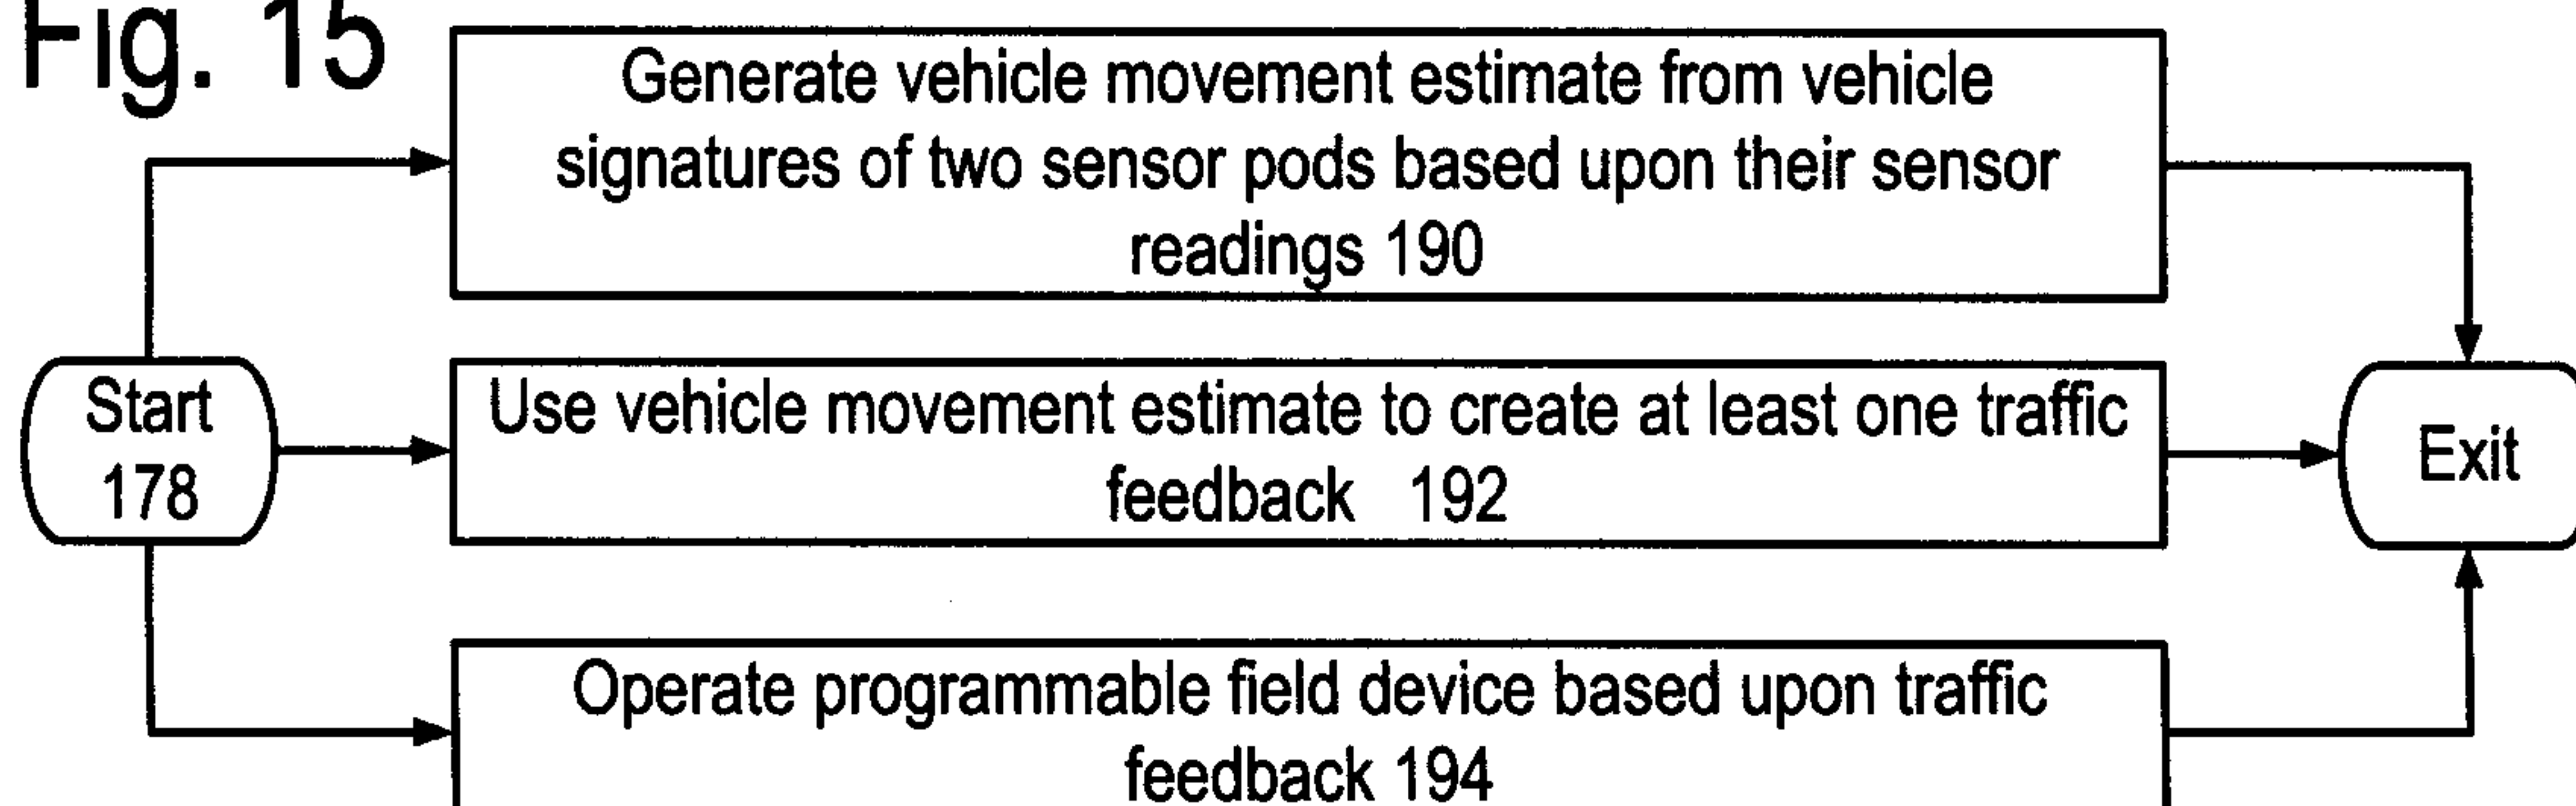 Fig. 15
Generate vehicle movement estimate from vehicle
signatures of two sensor pods based upon their sensor
readings 190
Start
178
Use vehicle movement estimate to create at least one traffic
feedback 192
Exit
Operate programmable field device based upon traffic
feedback 194